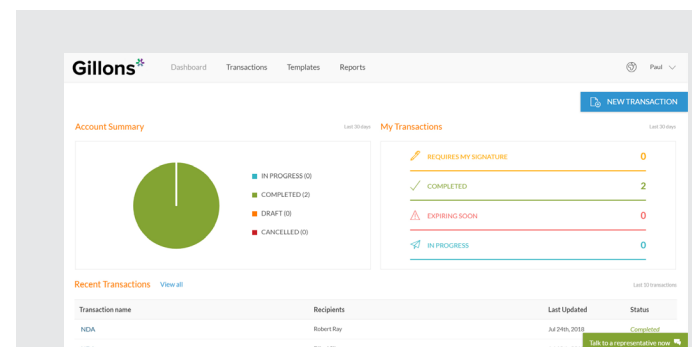 Gillons
Dashboard Transactions Templates Reports Paul
NEW TRANSACTION
Account Summary Last 30 days My Transactions Last 30 days
REQUIRES MY SIGNATURE 0
IN PROGRESS (0)
COMPLETED (2)
COMPLETED 2
DRAFT (0)
EXPIRING SOON 0
CANCELLED (0)
IN PROGRESS 0
Recent Transactions View all Last 10 transactions
Transaction name Recipients Last Updated Status
NDA Robert Ray Jul 24th, 2018 Completed
Talk to a representative now